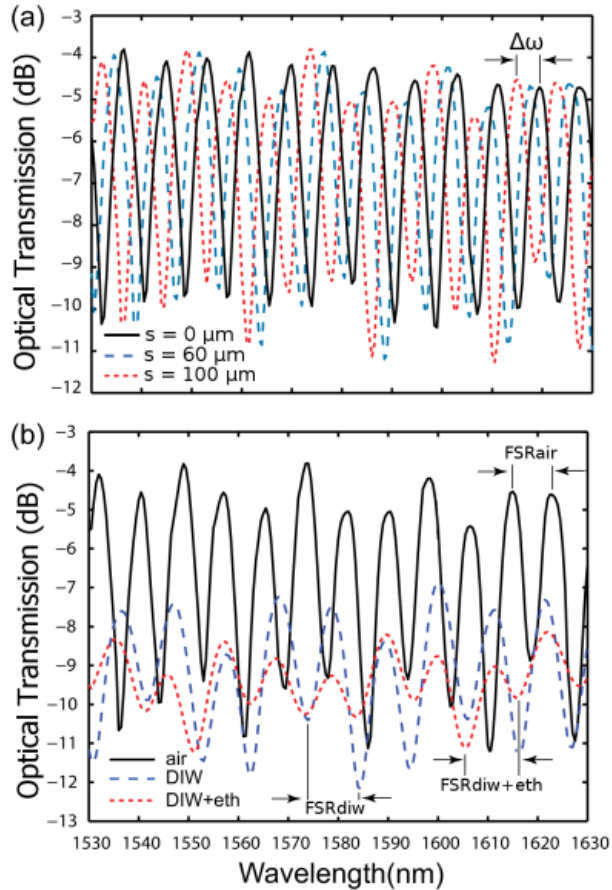 (a)
Optical Transmission (dB)
−3
−4
−5
−6
−7
−8
−9
−10
−11
−12
Δω
s = 0 μm
s = 60 μm
s = 100 μm
(b)
Optical Transmission (dB)
−3
−4
−5
−6
−7
−8
−9
−10
−11
−12
−13
FSRair
air
DIW
DIW+eth
FSRdiw
FSRdiw+eth
1530 1540 1550 1560 1570 1580 1590 1600 1610 1620 1630
Wavelength(nm)